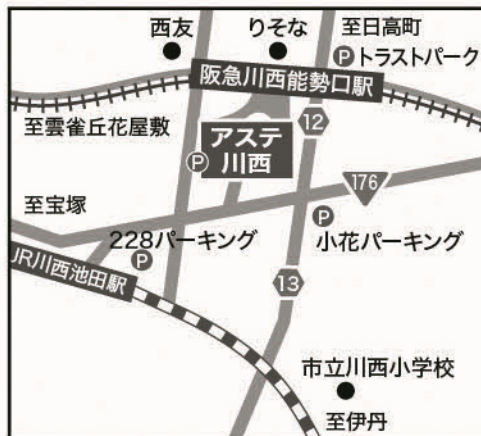 西友
りそな
至日高町
Pトラストパーク
阪急川西能勢口駅
至雲雀丘花屋敷
12
アステ
川西
P
176
至宝塚
P
228パーキング
小花パーキング
P
JR川西池田駅
13
市立川西小学校
至伊丹